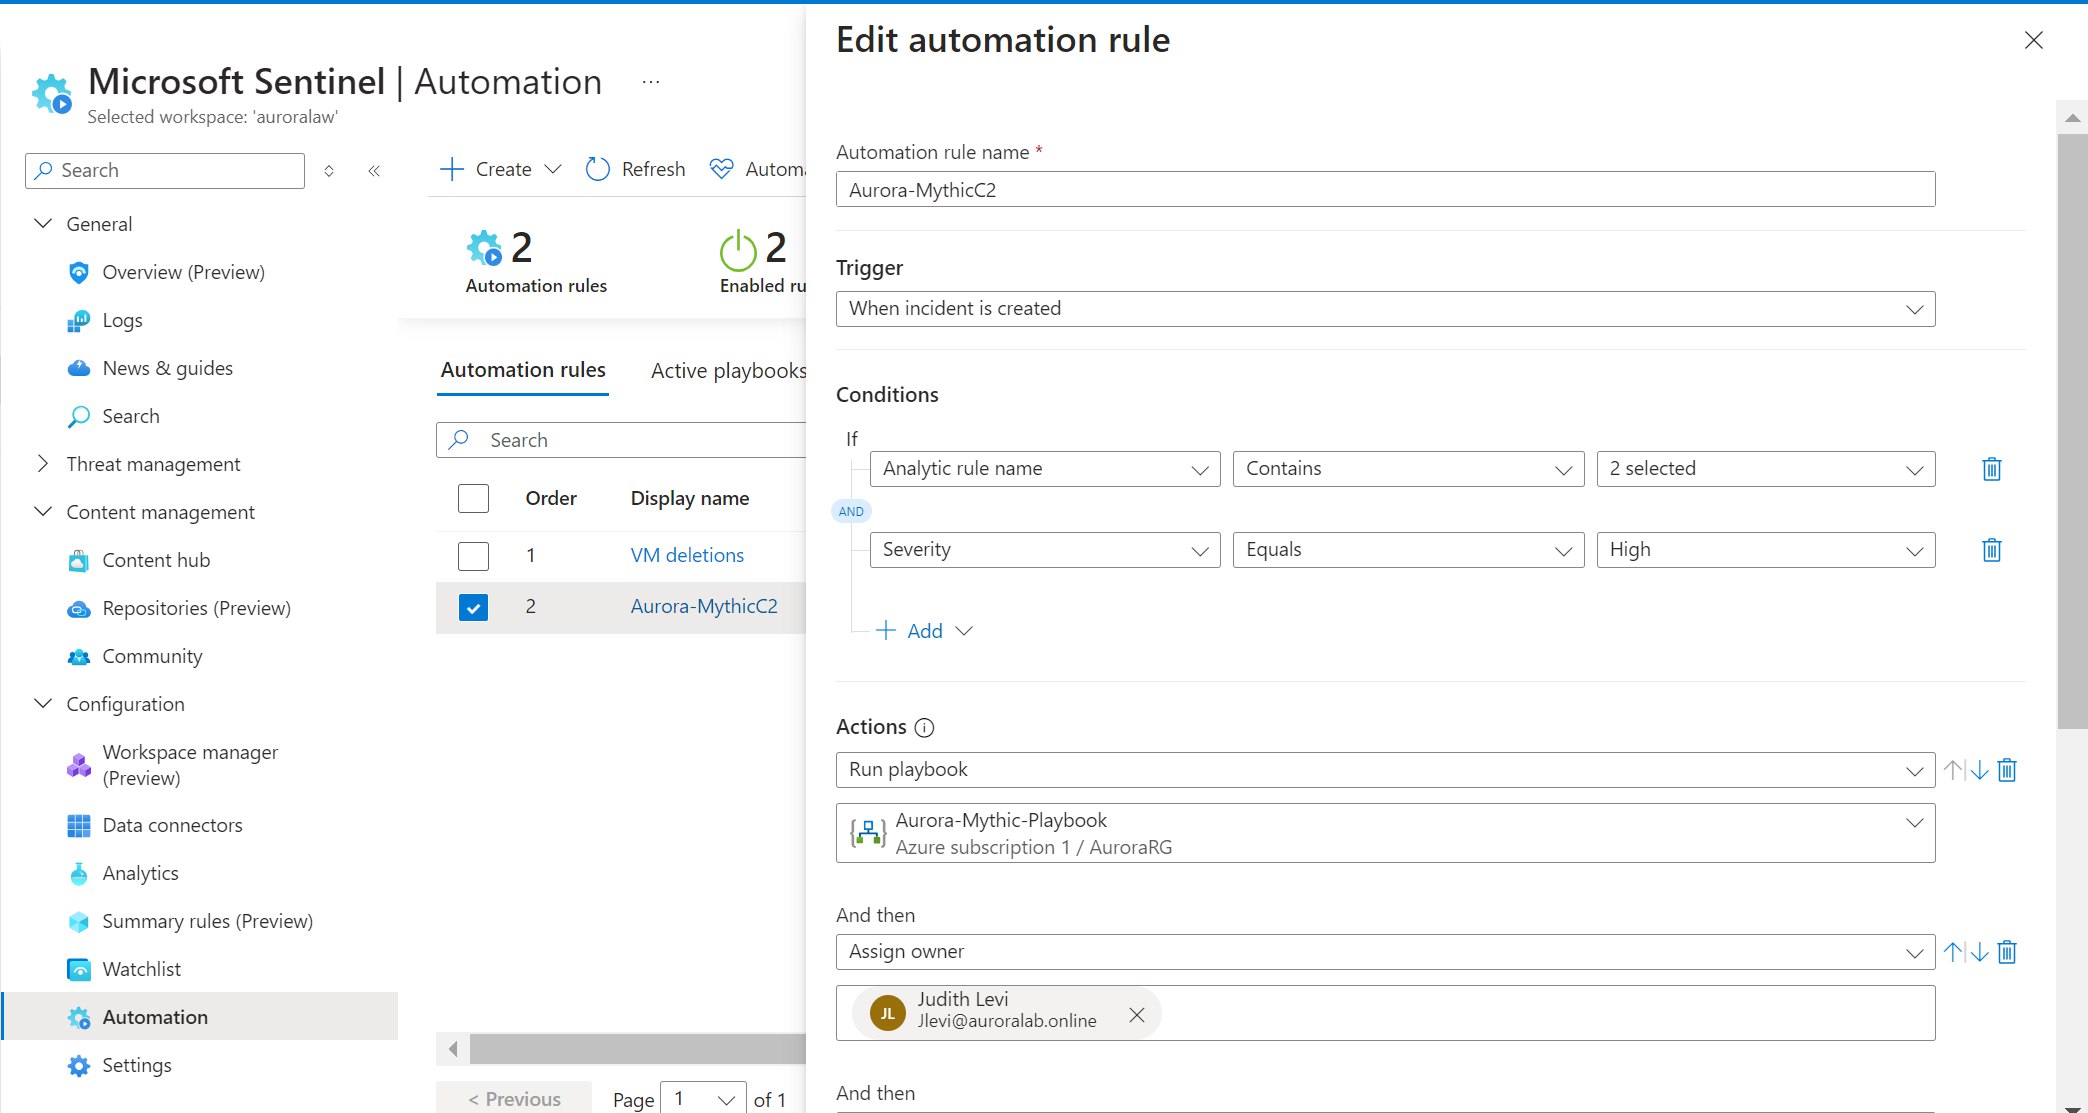 Microsoft Sentinel | Automation ...
Selected workspace: 'auroralaw'
Search
General
Overview (Preview)
Logs
News & guides
Search
Threat management
Content management
Content hub
Repositories (Preview)
Community
Configuration
Workspace manager
(Preview)
Data connectors
Analytics
Summary rules (Preview)
Watchlist
Automation
Settings
Create
Refresh
Autom
2
Automation rules
2
Enabled ru
Automation rules
Active playbooks
Search
Order
Display name
1
VM deletions
2
Aurora-MythicC2
< Previous
Page
1
of 1
Edit automation rule
Automation rule name *
Aurora-MythicC2
Trigger
When incident is created
Conditions
If
Analytic rule name
Contains
2 selected
AND
Severity
Equals
High
Add
Actions
Run playbook
Aurora-Mythic-Playbook
Azure subscription 1 / AuroraRG
And then
Assign owner
JL
Judith Levi
Jlevi@auroralab.online
And then